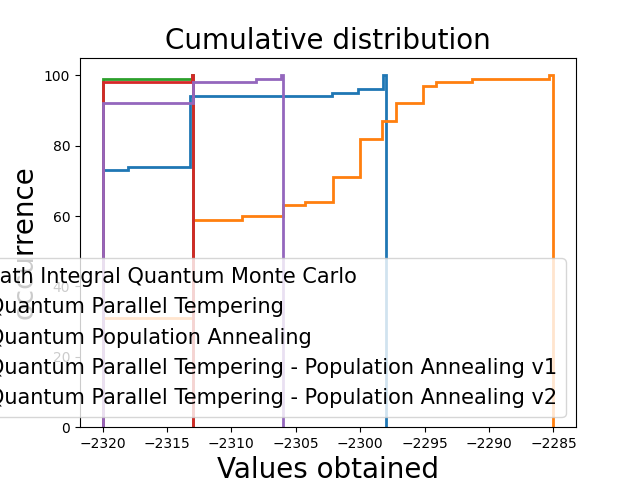 Cumulative distribution
100
80
60
40
20
0
occurrence
ath Integral Quantum Monte Carlo
Quantum Parallel Tempering
Quantum Population Annealing
Quantum Parallel Tempering - Population Annealing v1
Quantum Parallel Tempering - Population Annealing v2
−2320 −2315 −2310 −2305 −2300 −2295 −2290 −2285
Values obtained